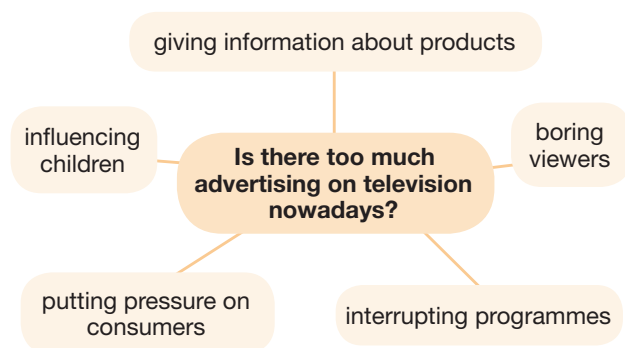 giving information about products
influencing
children
Is there too much
advertising on television
nowadays?
boring
viewers
putting pressure on
consumers
interrupting programmes